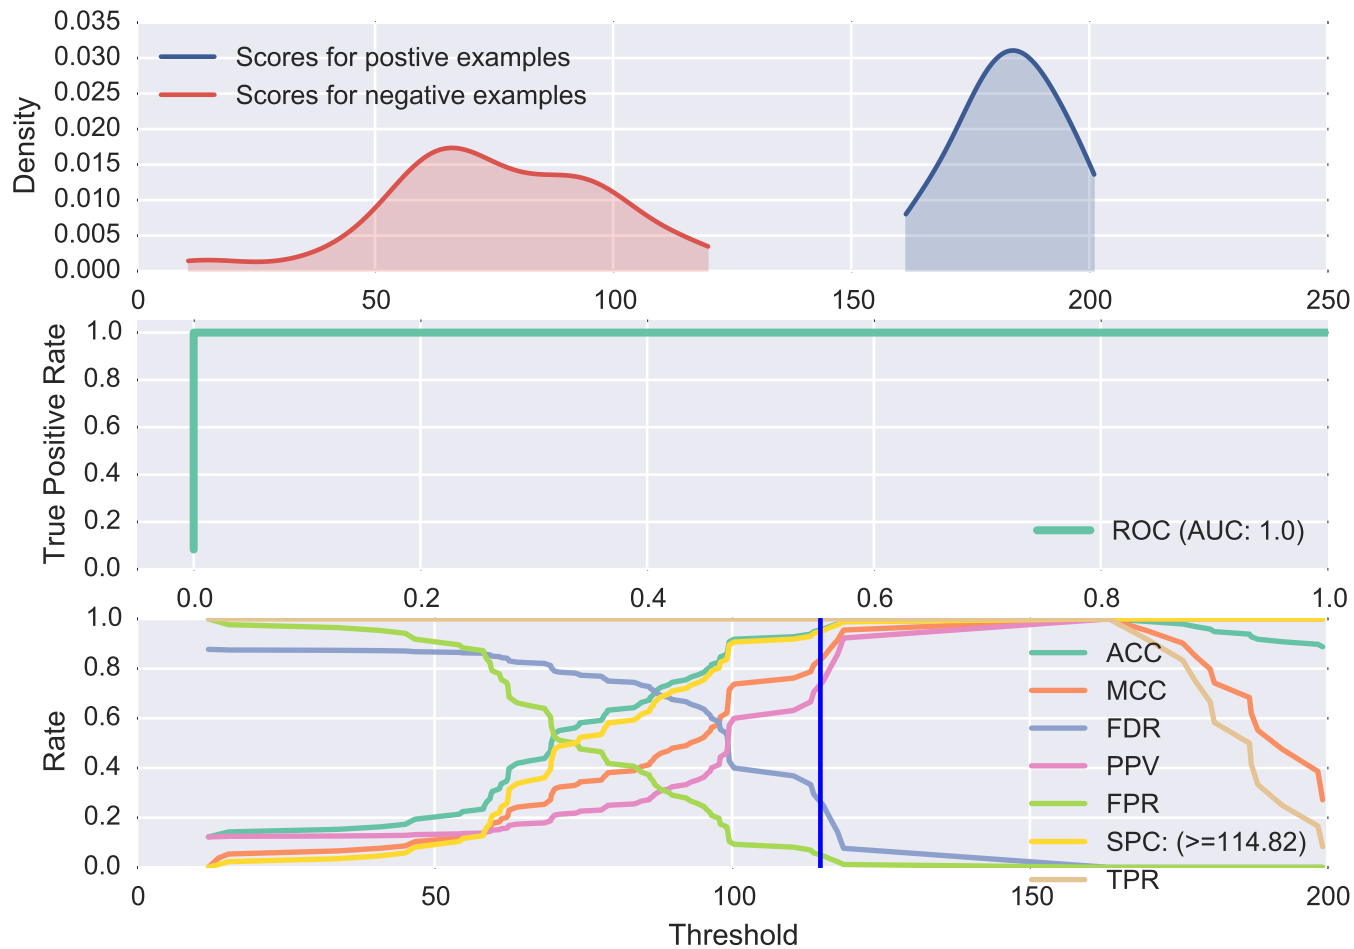 0.035
0.030
0.025
0.020
0.015
0.010
0.005
0.000
Density
Scores for postive examples
Scores for negative examples
0 50 100 150 200 250
1.0
0.8
0.6
0.4
0.2
0.0
True Positive Rate
ROC (AUC: 1.0)
0.0 0.2 0.4 0.6 0.8 1.0
1.0
0.8
0.6
0.4
0.2
0.0
Rate
ACC
MCC
FDR
PPV
FPR
SPC: (>=114.82)
TPR
0 50 100 150 200
Threshold